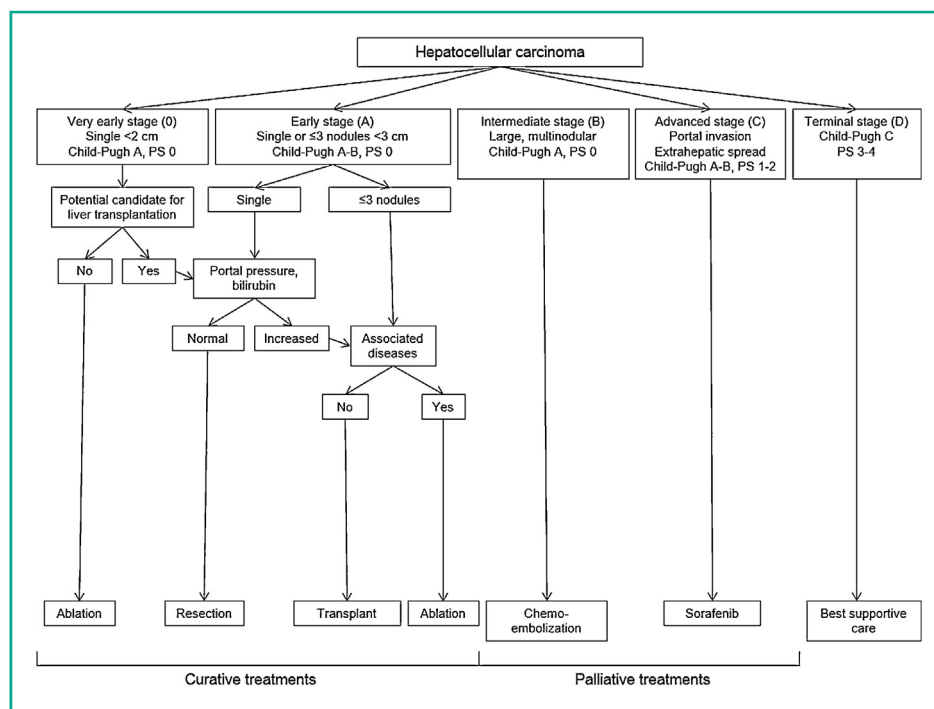 Hepatocellular carcinoma
Very early stage (0)
Single <2 cm
Child-Pugh A, PS 0
Early stage (A)
Single or ≤3 nodules <3 cm
Child-Pugh A-B, PS 0
Intermediate stage (B)
Large, multinodular
Child-Pugh A, PS 0
Advanced stage (C)
Portal invasion
Extrahepatic spread
Child-Pugh A-B, PS 1-2
Terminal stage (D)
Child-Pugh C
PS 3-4
Potential candidate for
liver transplantation
Single
≤3 nodules
No
Yes
Portal pressure,
bilirubin
Normal
Increased
Associated
diseases
No
Yes
Ablation
Resection
Transplant
Ablation
Chemo-
embolization
Sorafenib
Best supportive
care
Curative treatments
Palliative treatments